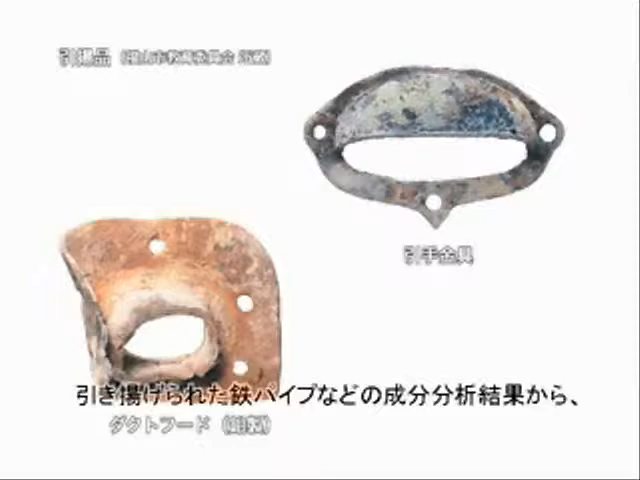 引揚品
引手金具
引き揚げられた鉄パイプなどの成分分析結果から、
ダクトフード